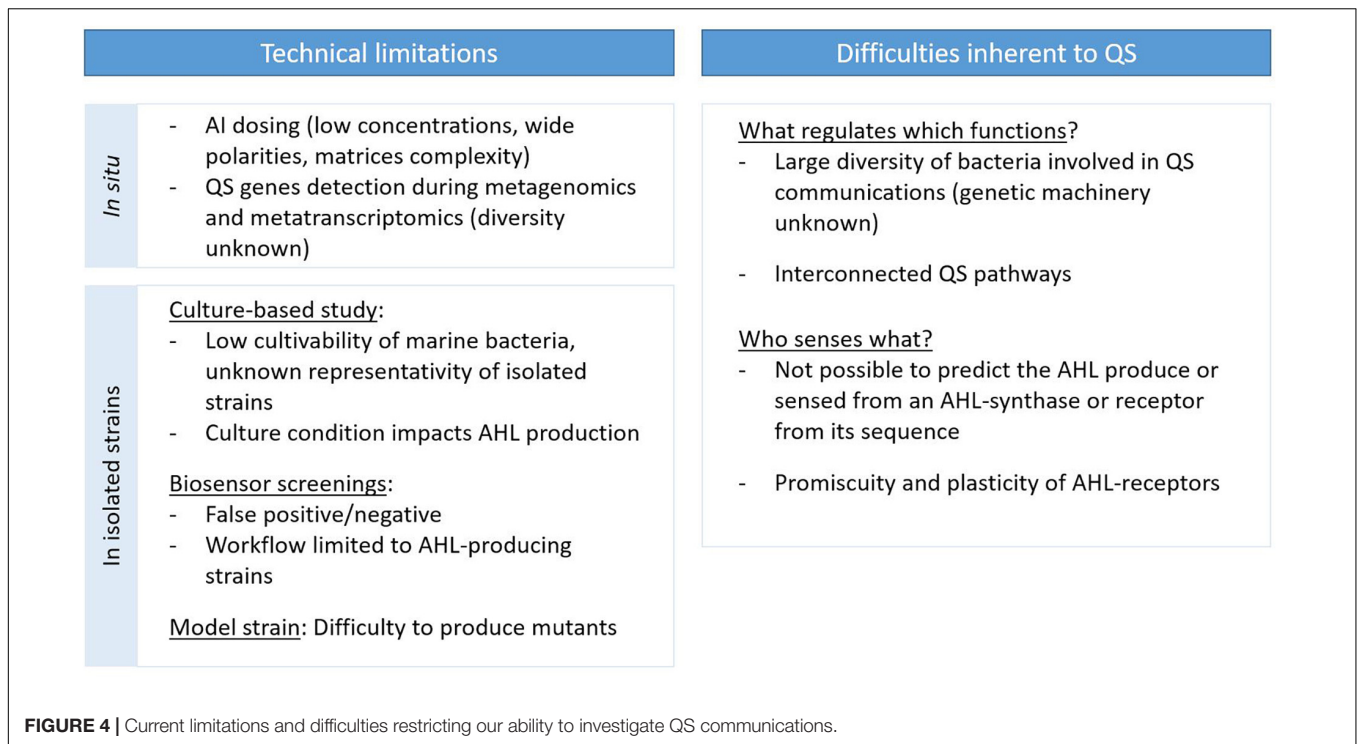 Technical limitations
In situ
- AI dosing (low concentrations, wide
polarities, matrices complexity)
- QS genes detection during metagenomics
and metatranscriptomics (diversity
unknown)
In isolated strains
Culture-based study:
- Low cultivability of marine bacteria,
unknown representativity of isolated
strains
- Culture condition impacts AHL production
Biosensor screenings:
- False positive/negative
- Workflow limited to AHL-producing
strains
Model strain: Difficulty to produce mutants
Difficulties inherent to QS
What regulates which functions?
- Large diversity of bacteria involved in QS
communications (genetic machinery
unknown)
- Interconnected QS pathways
Who senses what?
- Not possible to predict the AHL produce or
sensed from an AHL-synthase or receptor
from its sequence
- Promiscuity and plasticity of AHL-receptors
FIGURE 4 | Current limitations and difficulties restricting our ability to investigate QS communications.